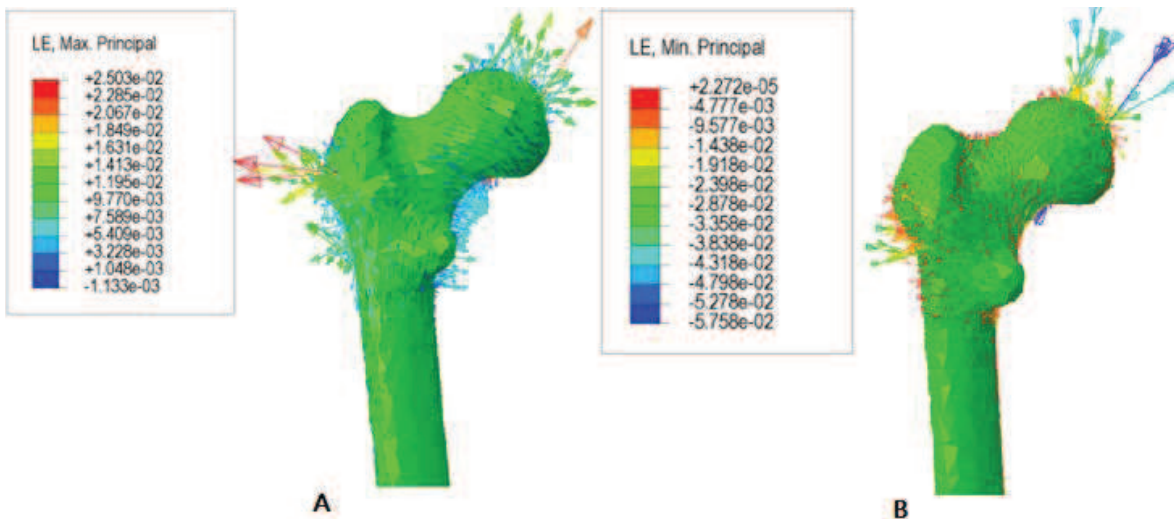 LE, Max. Principal
+2.503e-02
+2.285e-02
+2.067e-02
+1.849e-02
+1.631e-02
+1.413e-02
+1.195e-02
+9.770e-03
+7.589e-03
+5.409e-03
+3.228e-03
+1.048e-03
-1.133e-03
A
LE, Min. Principal
+2.272e-05
-4.777e-03
-9.577e-03
-1.438e-02
-1.918e-02
-2.398e-02
-2.878e-02
-3.358e-02
-3.838e-02
-4.318e-02
-4.798e-02
-5.278e-02
-5.758e-02
B